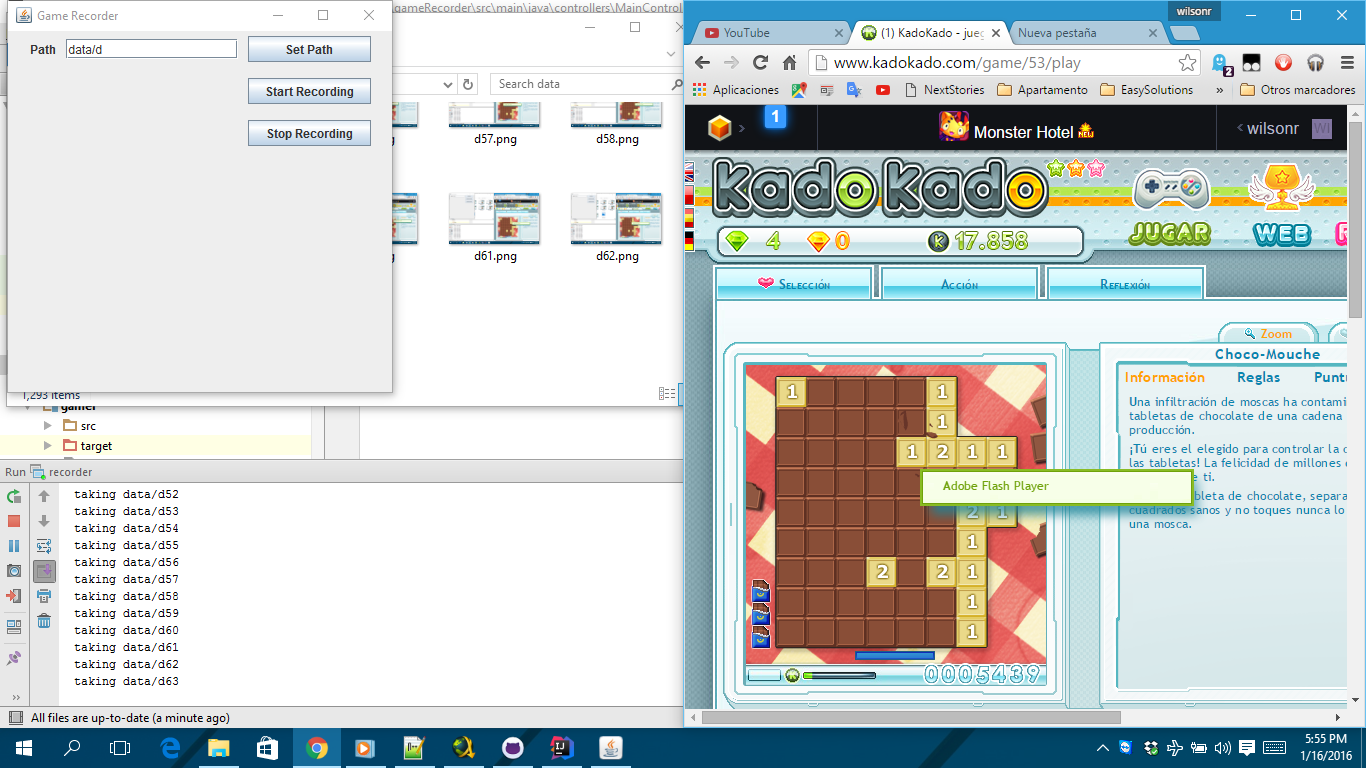 Game Recorder
Path data/d Set Path
Start Recording
Stop Recording
gameRecorder\src\main\java\controllers\MainControl
Search data
d57.png d58.png
d61.png d62.png
1,293 items
gamer
src
target
Run recorder
taking data/d52
taking data/d53
taking data/d54
taking data/d55
taking data/d56
taking data/d57
taking data/d58
taking data/d59
taking data/d60
taking data/d61
taking data/d62
taking data/d63
All files are up-to-date (a minute ago)
wilsonr
YouTube (1) KadoKado - jueg Nueva pestaña
www.kadokado.com/game/53/play
2
Aplicaciones NextStories Apartamento EasySolutions » Otros marcadores
1 Monster Hotel NEW wilsonr WI
KadoKado
4 0 K 17.858
JUGAR WEB
Selección Acción Reflexión
Zoom
Choco-Mouche
Información Reglas Puntu
Una infiltración de moscas ha contami
tabletas de chocolate de una cadena
producción.
¡Tú eres el elegido para controlar la c
las tabletas! La felicidad de millones
e ti.
bleta de chocolate, separa
cuadrados sanos y no toques nunca lo
una mosca.
Adobe Flash Player
1 1
1
1 2 1 1
2 1
1
2 2 1
1
1
0005439
5:55 PM
1/16/2016